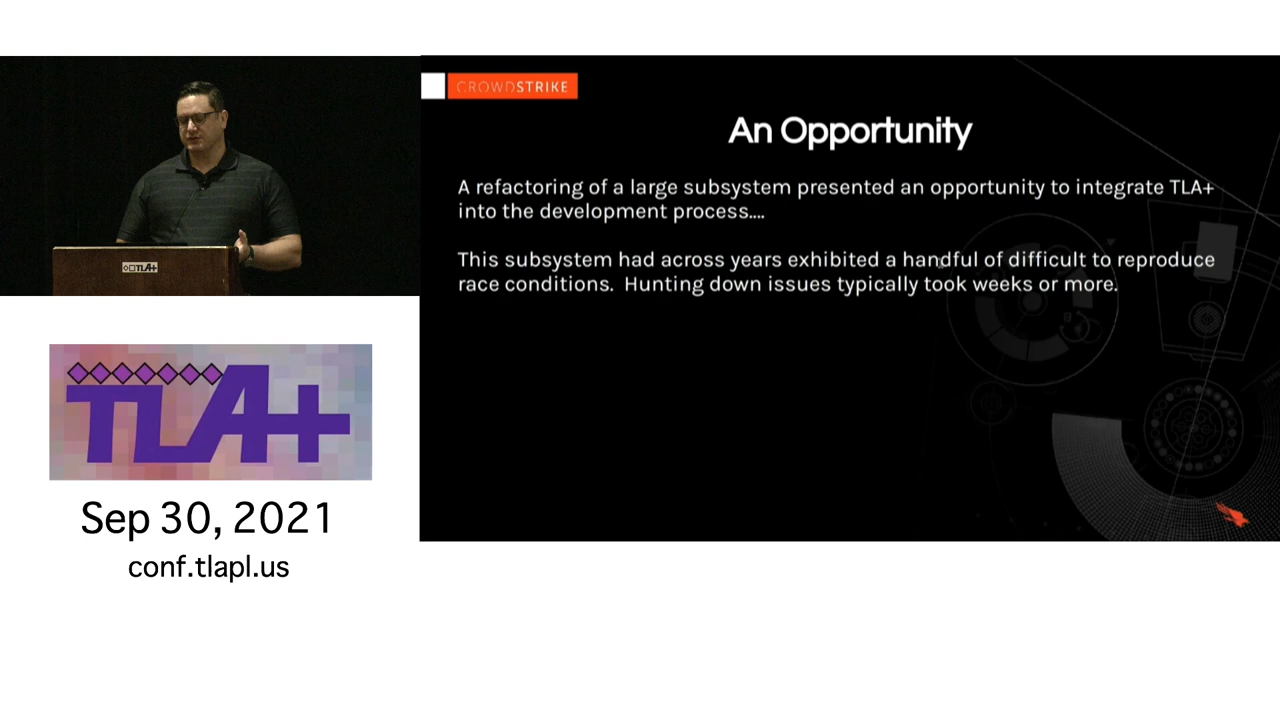 CROWDSTRIKE
An Opportunity
A refactoring of a large subsystem presented an opportunity to integrate TLA+
into the development process....
This subsystem had across years exhibited a handful of difficult to reproduce
race conditions.  Hunting down issues typically took weeks or more.
TLA+
TLA+
Sep 30, 2021
conf.tlapl.us